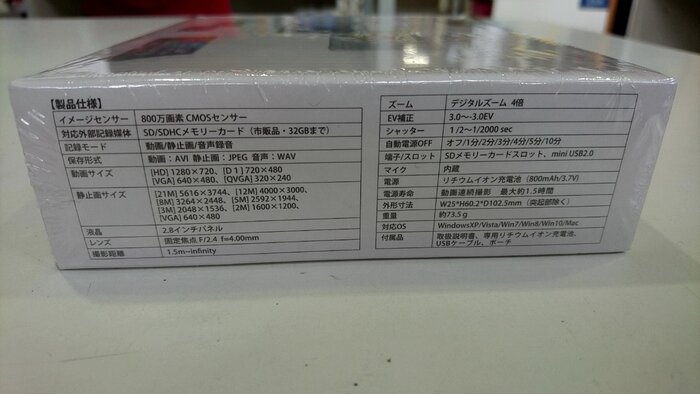 【製品仕様】
イメージセンサー 800万画素 CMOSセンサー
対応外部記録媒体 SD/SDHCメモリーカード（市販品・32GBまで）
記録モード 動画/静止画/音声録音
保存形式 動画：AVI 静止画：JPEG 音声：WAV
動画サイズ [HD] 1280×720、[D 1 ] 720×480
[VGA] 640×480、[QVGA] 320×240
静止画サイズ [21M] 5616×3744、[12M] 4000×3000、
[8M] 3264×2448、[5M] 2592×1944、
[3M] 2048×1536、[2M] 1600×1200、
[VGA] 640×480
液晶 2.8インチパネル
レンズ 固定焦点 F/2.4 f=4.00mm
撮影距離 1.5m~infinity
ズーム デジタルズーム 4倍
EV補正 3.0〜-3.0EV
シャッター 1 /2〜1/2000 sec
自動電源OFF オフ/1分/2分/3分/4分/5分/10分
端子/スロット SDメモリーカードスロット、mini USB2.0
マイク 内蔵
電源 リチウムイオン充電池（800mAh/3.7V）
電源寿命 動画連続撮影 最大約1.5時間
外形寸法 W25*H60.2*D102.5mm（突起部除く）
重量 約73.5g
対応OS WindowsXP/Vista/Win7/Win8/Win10/Mac
付属品 取扱説明書、専用リチウムイオン充電池、
USBケーブル、ポーチ